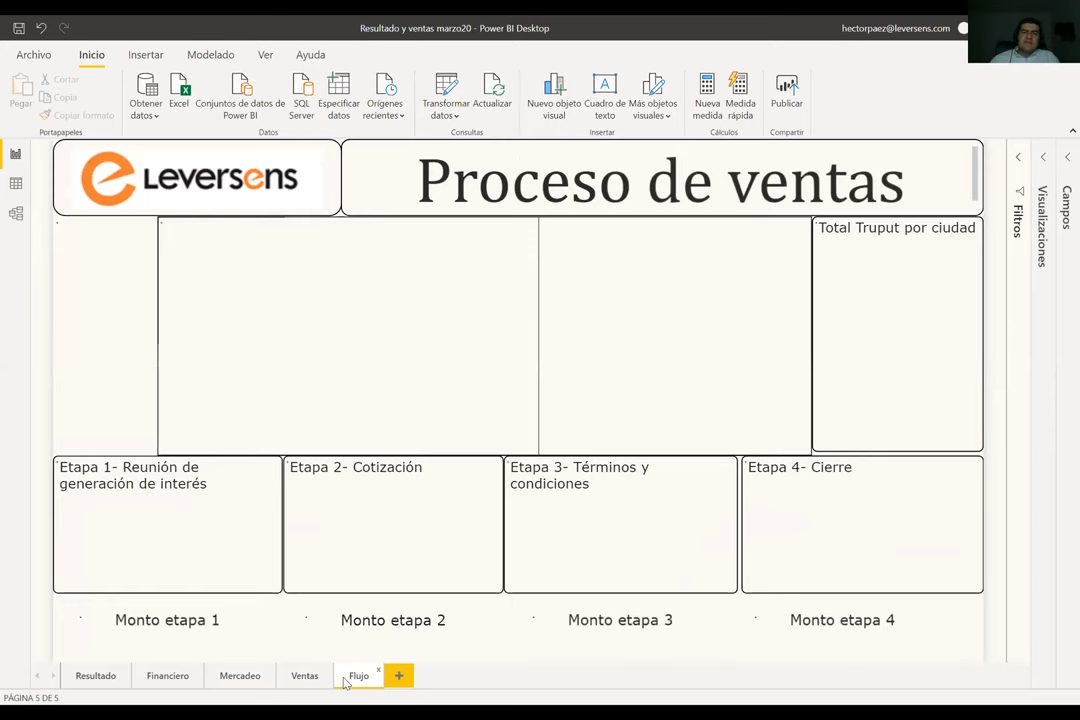 Resultado y ventas marzo20 - Power BI Desktop
hectorpaez@leversens.com
Archivo Inicio Insertar Modelado Ver Ayuda
Pegar
Cortar
Copia
Copiar formato
Portapapeles
Obtener datos
Excel
Conjuntos de datos de Power BI
SQL Server
Especificar datos
Orígenes recientes
Datos
Transformar datos
Actualizar
Consultas
Nuevo objeto visual
Cuadro de texto
Más objetos visuales
Insertar
Nueva medida
Medida rápida
Cálculos
Publicar
Compartir
Leversens
Proceso de ventas
Total Truput por ciudad
Etapa 1- Reunión de
generación de interés
Etapa 2- Cotización
Etapa 3- Términos y
condiciones
Etapa 4- Cierre
Monto etapa 1
Monto etapa 2
Monto etapa 3
Monto etapa 4
Filtros
Visualizaciones
Campos
Resultado Financiero Mercadeo Ventas Flujo
PÁGINA 5 DE 5